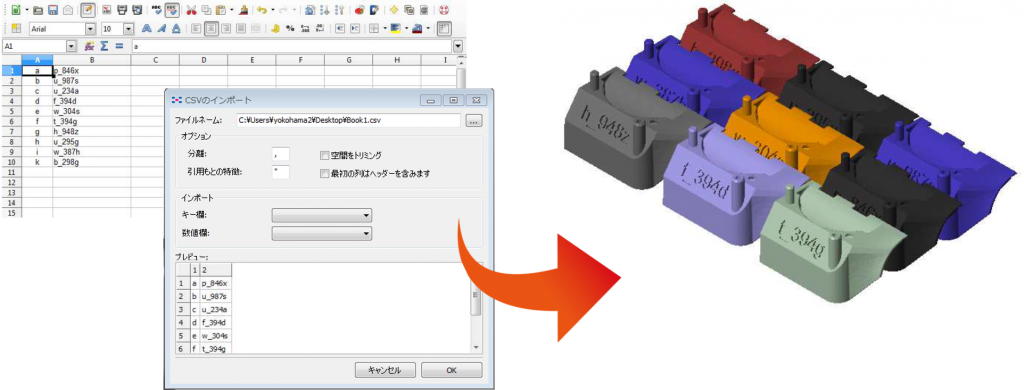 Arial
10
A1
a
A B C D E F G H I
1 a p_846x
2 b u_987s
3 c u_234a
4 d f_394d
5 e w_304s
6 f t_394g
7 g h_948z
8 h u_295g
9 i w_387h
10 k b_298g
11
12
13
14
15
CSVのインポート
ファイルネーム: C:¥Users¥yokohama2¥Desktop¥Book1.csv ...
オプション
分離: , 空間をトリミング
引用もとの特徴: " 最初の列はヘッダーを含みます
インポート
キー欄:
数値欄:
プレビュー:
1 2
1 a p_846x
2 b u_987s
3 c u_234a
4 d f_394d
5 e w_304s
6 f t_394g
キャンセル OK
h_948z
f_394d
t_394g